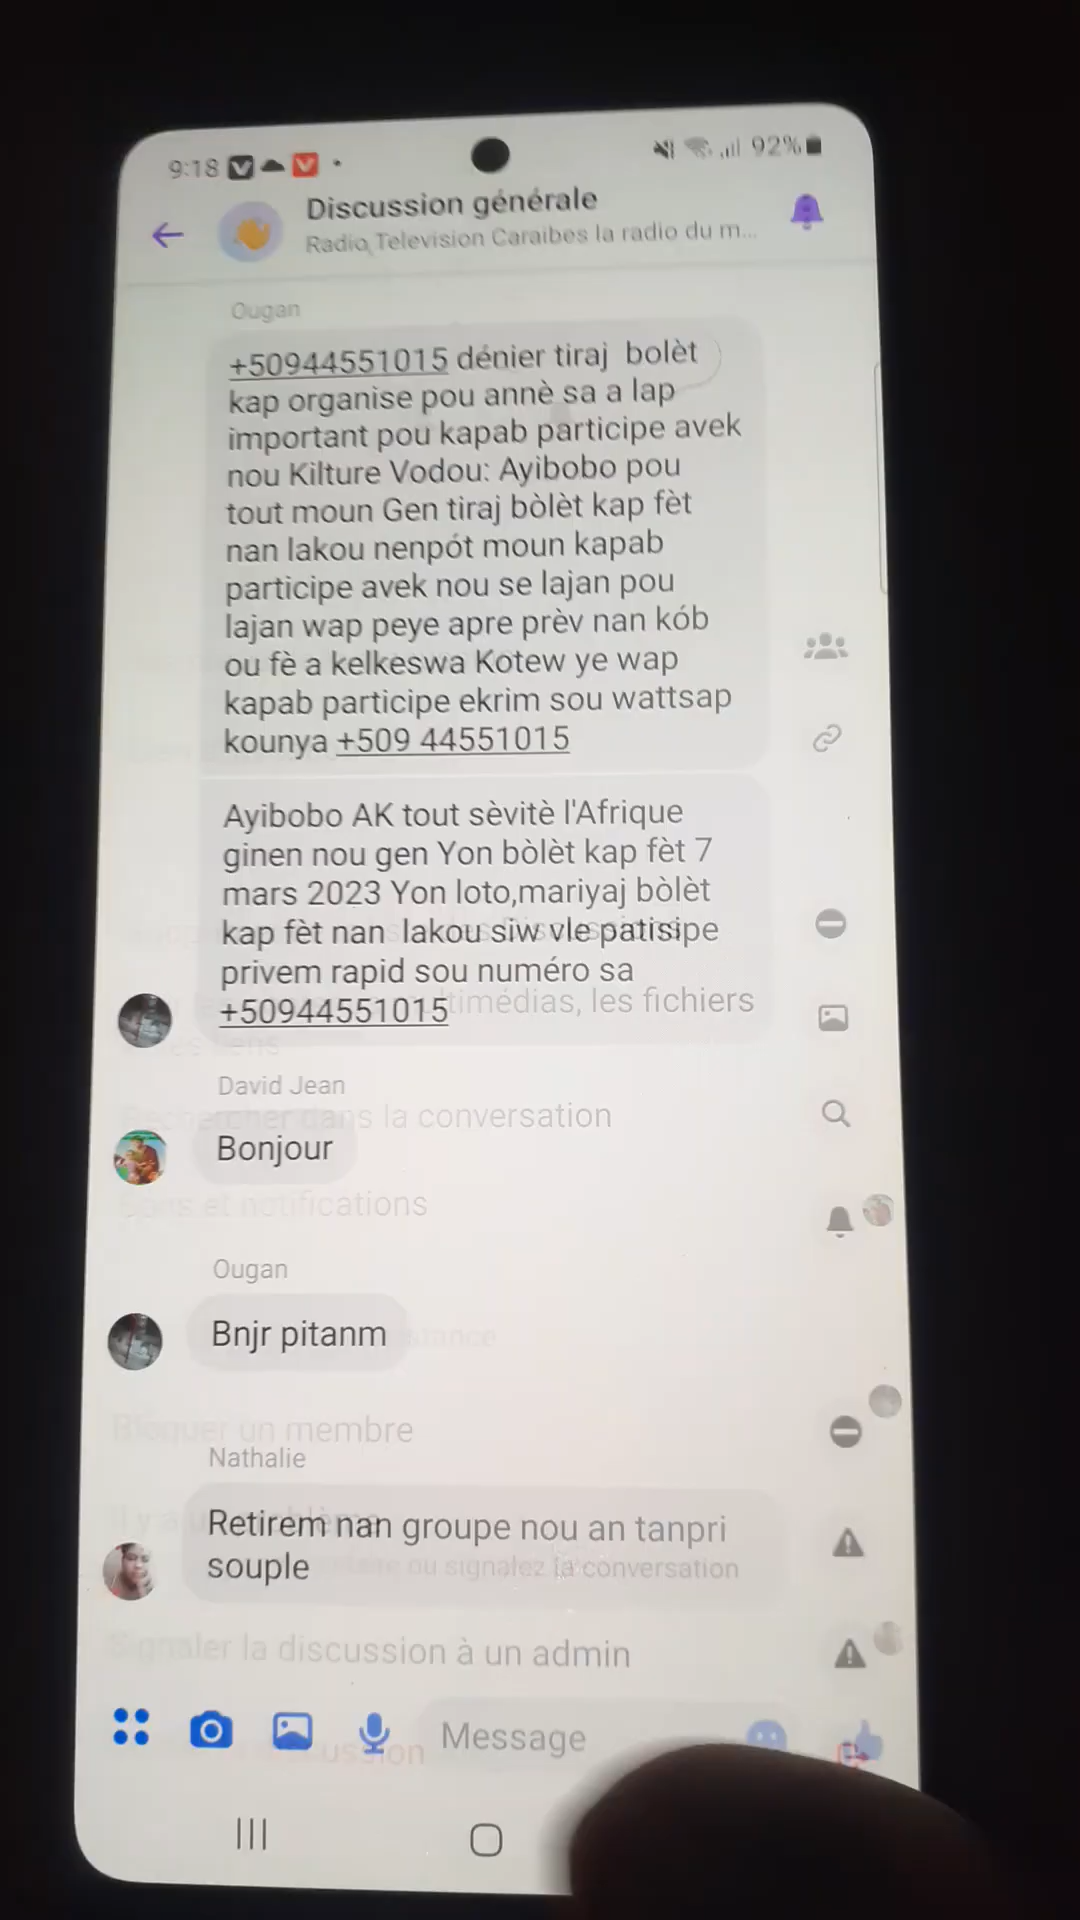 9:18
92%
Discussion générale
Radio Television Caraibes la radio du m...
Ougan
+50944551015 dénier tiraj bolèt
kap organise pou annè sa a lap
important pou kapab participe avek
nou Kilture Vodou: Ayibobo pou
tout moun Gen tiraj bòlèt kap fèt
nan lakou nenpót moun kapab
participe avek nou se lajan pou
lajan wap peye apre prèv nan kób
ou fè a kelkeswa Kotew ye wap
kapab participe ekrim sou wattsap
kounya +509 44551015
Ayibobo AK tout sèvitè l'Afrique
ginen nou gen Yon bòlèt kap fèt 7
mars 2023 Yon loto,mariyaj bòlèt
kap fèt nan lakou siw vle patisipe
privem rapid sou numéro sa
+50944551015
timédias, les fichiers
David Jean
Rechercher dans la conversation
Bonjour
Sons et notifications
Ougan
Bnjr pitanm
Bloquer un membre
Nathalie
Retirem nan groupe nou an tanpri
souple
ou signalez la conversation
Signaler la discussion à un admin
Message